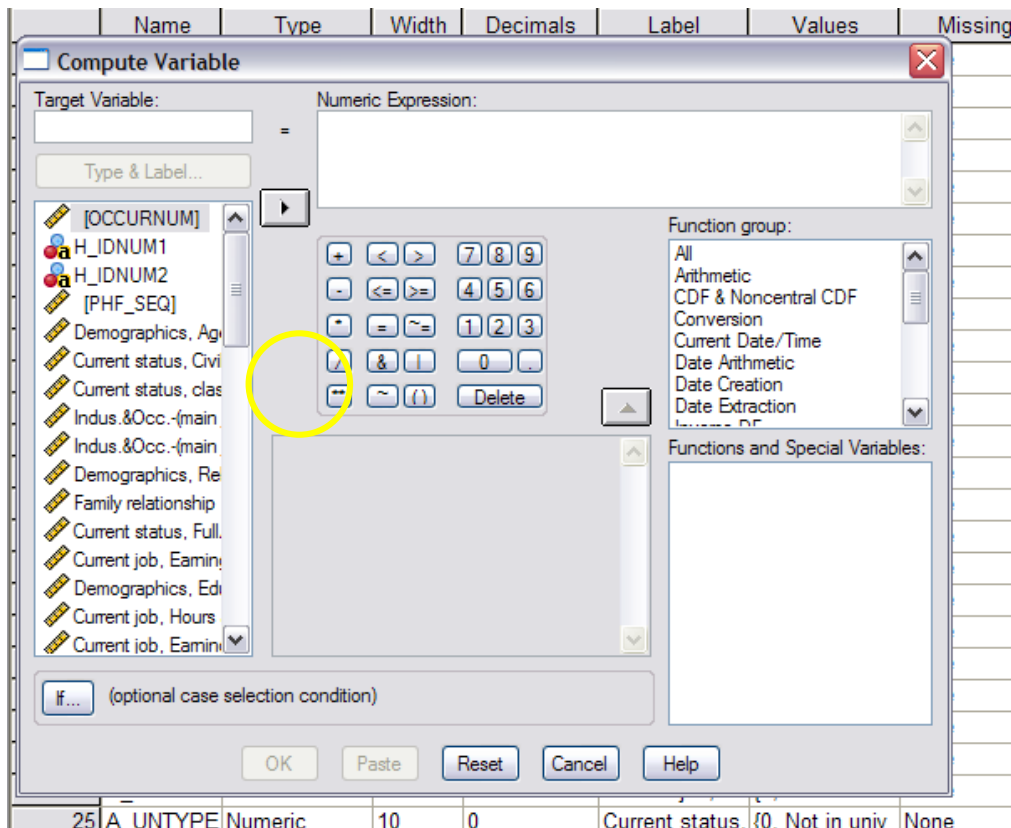 Name Type Width Decimals Label Values Missing
Compute Variable
Target Variable:
Numeric Expression:
=
Type & Label...
[OCCURNUM]
H_IDNUM1
H_IDNUM2
[PHF_SEQ]
Demographics, Ag
Current status, Civi
Current status, clas
Indus.&Occ.-(main
Indus.&Occ.-(main
Demographics, Re
Family relationship
Current status, Full.
Current job, Earning
Demographics, Edu
Current job, Hours
Current job, Earnin
+ < > 7 8 9
- <= >= 4 5 6
* = ~= 1 2 3
/ & | 0 .
** ~ () Delete
Function group:
All
Arithmetic
CDF & Noncentral CDF
Conversion
Current Date/Time
Date Arithmetic
Date Creation
Date Extraction
Functions and Special Variables:
If... (optional case selection condition)
OK Paste Reset Cancel Help
25 A_UNTYPE Numeric 10 0 Current status, {0, Not in univ None